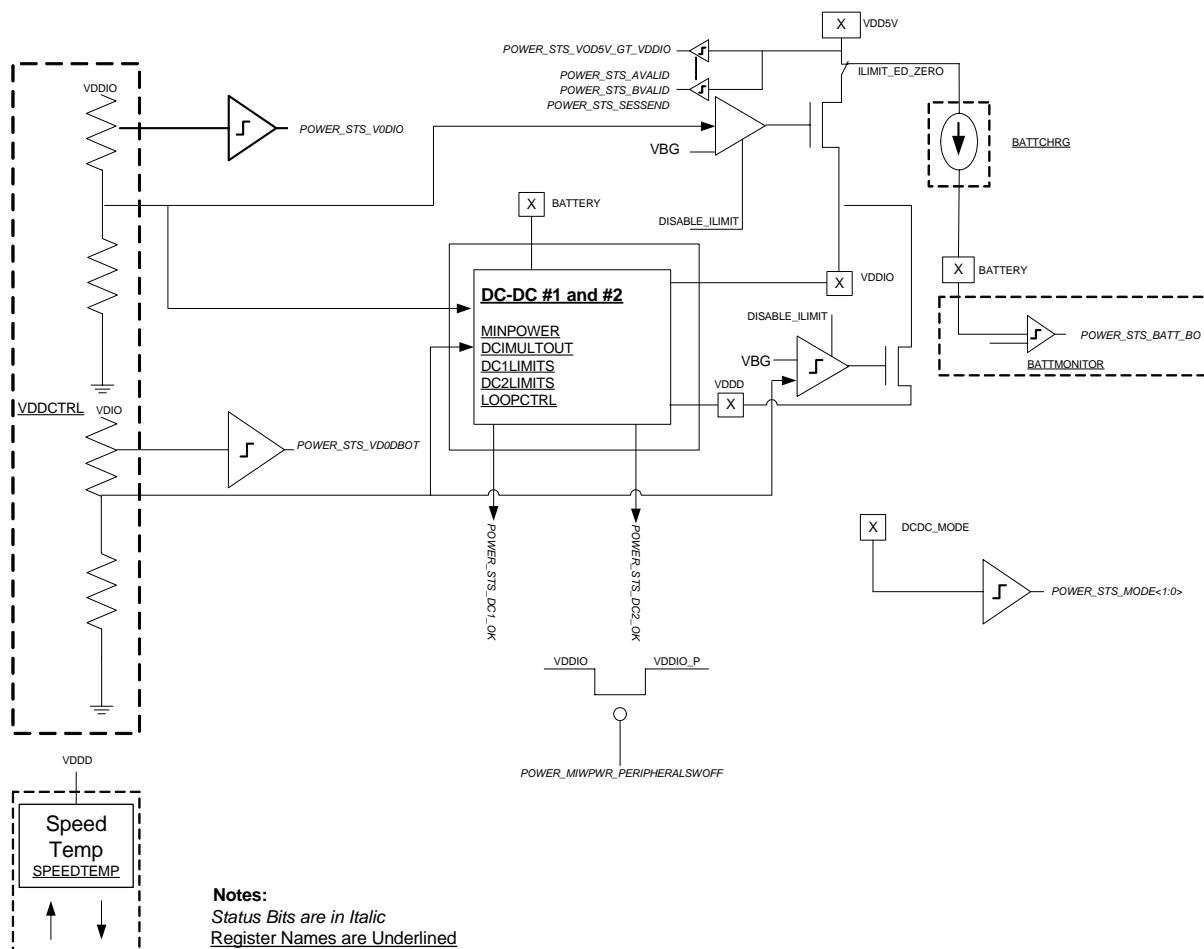 X
VDD5V
POWER_STS_VOD5V_GT_VDDIO
POWER_STS_AVALID
POWER_STS_BVALID
POWER_STS_SESSEND
ILIMIT_ED_ZERO
VDDIO
POWER_STS_V0DIO
VBG
BATTCHRG
X
BATTERY
DISABLE_ILIMIT
X
BATTERY
X
VDDIO
DC-DC #1 and #2
MINPOWER
DCIMULTOUT
DC1LIMITS
DC2LIMITS
LOOPCTRL
DISABLE_ILIMIT
VBG
POWER_STS_BATT_BO
BATTMONITOR
VDDD
X
VDDCTRL
VDIO
POWER_STS_VD0DBOT
POWER_STS_DC1_OK
POWER_STS_DC2_OK
X
DCDC_MODE
POWER_STS_MODE<1:0>
VDDIO
VDDIO_P
POWER_MIWPWR_PERIPHERALSWOFF
VDDD
Speed
Temp
SPEEDTEMP
Notes:
Status Bits are in Italic
Register Names are Underlined